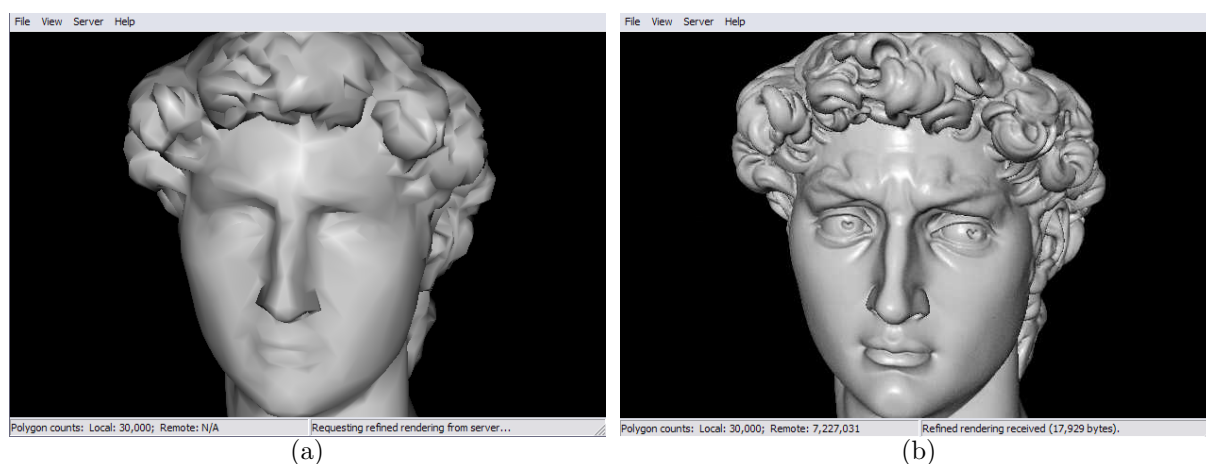 File View Server Help
File View Server Help
Polygon counts: Local: 30,000; Remote: N/A
Requesting refined rendering from server...
Polygon counts: Local: 30,000; Remote: 7,227,031
Refined rendering received (17,929 bytes).
(a)
(b)